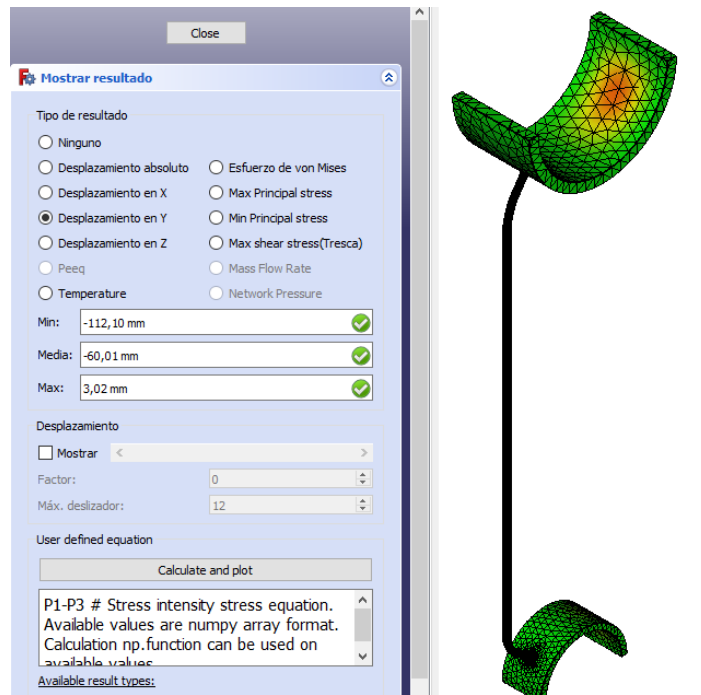 Close
Mostrar resultado
Tipo de resultado
Ninguno
Desplazamiento absoluto Esfuerzo de von Mises
Desplazamiento en X Max Principal stress
Desplazamiento en Y Min Principal stress
Desplazamiento en Z Max shear stress(Tresca)
Peeq Mass Flow Rate
Temperature Network Pressure
Min: -112,10 mm
Media: -60,01 mm
Max: 3,02 mm
Desplazamiento
Mostrar
Factor: 0
Máx. deslizador: 12
User defined equation
Calculate and plot
P1-P3 # Stress intensity stress equation.
Available values are numpy array format.
Calculation np.function can be used on
available values
Available result types: